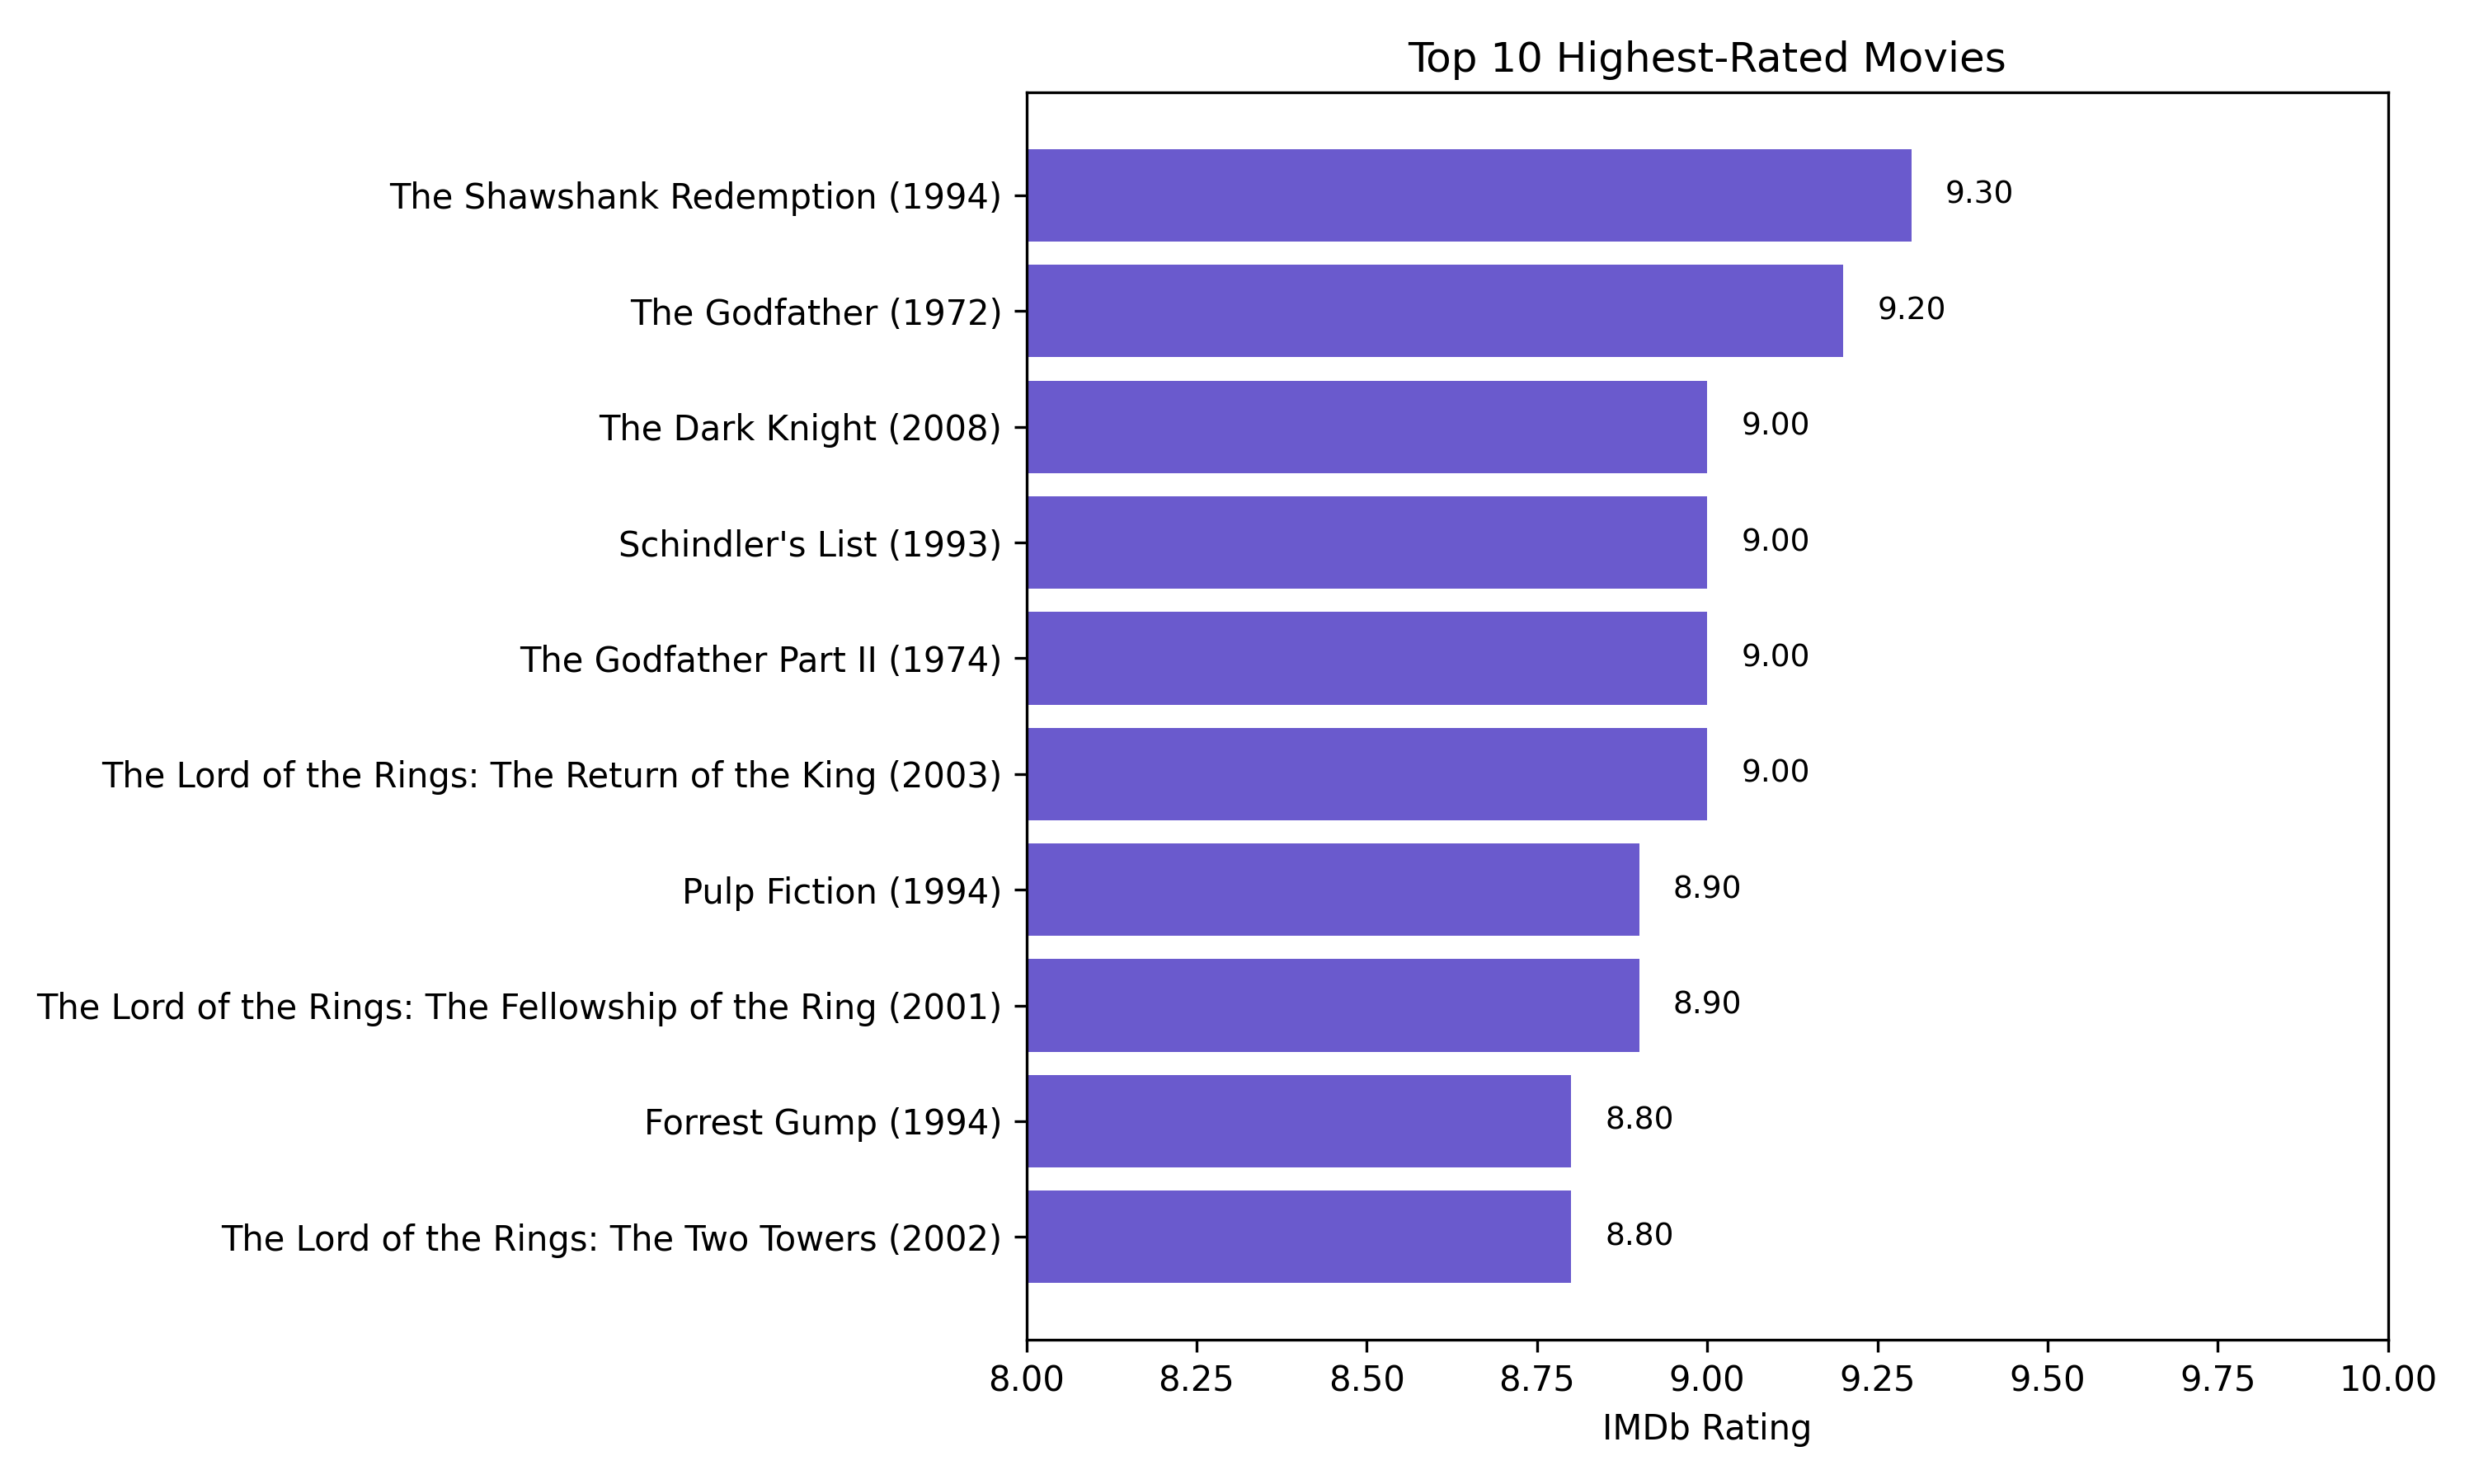 Top 10 Highest-Rated Movies
The Shawshank Redemption (1994)
9.30
The Godfather (1972)
9.20
The Dark Knight (2008)
9.00
Schindler's List (1993)
9.00
The Godfather Part II (1974)
9.00
The Lord of the Rings: The Return of the King (2003)
9.00
Pulp Fiction (1994)
8.90
The Lord of the Rings: The Fellowship of the Ring (2001)
8.90
Forrest Gump (1994)
8.80
The Lord of the Rings: The Two Towers (2002)
8.80
8.00 8.25 8.50 8.75 9.00 9.25 9.50 9.75 10.00
IMDb Rating